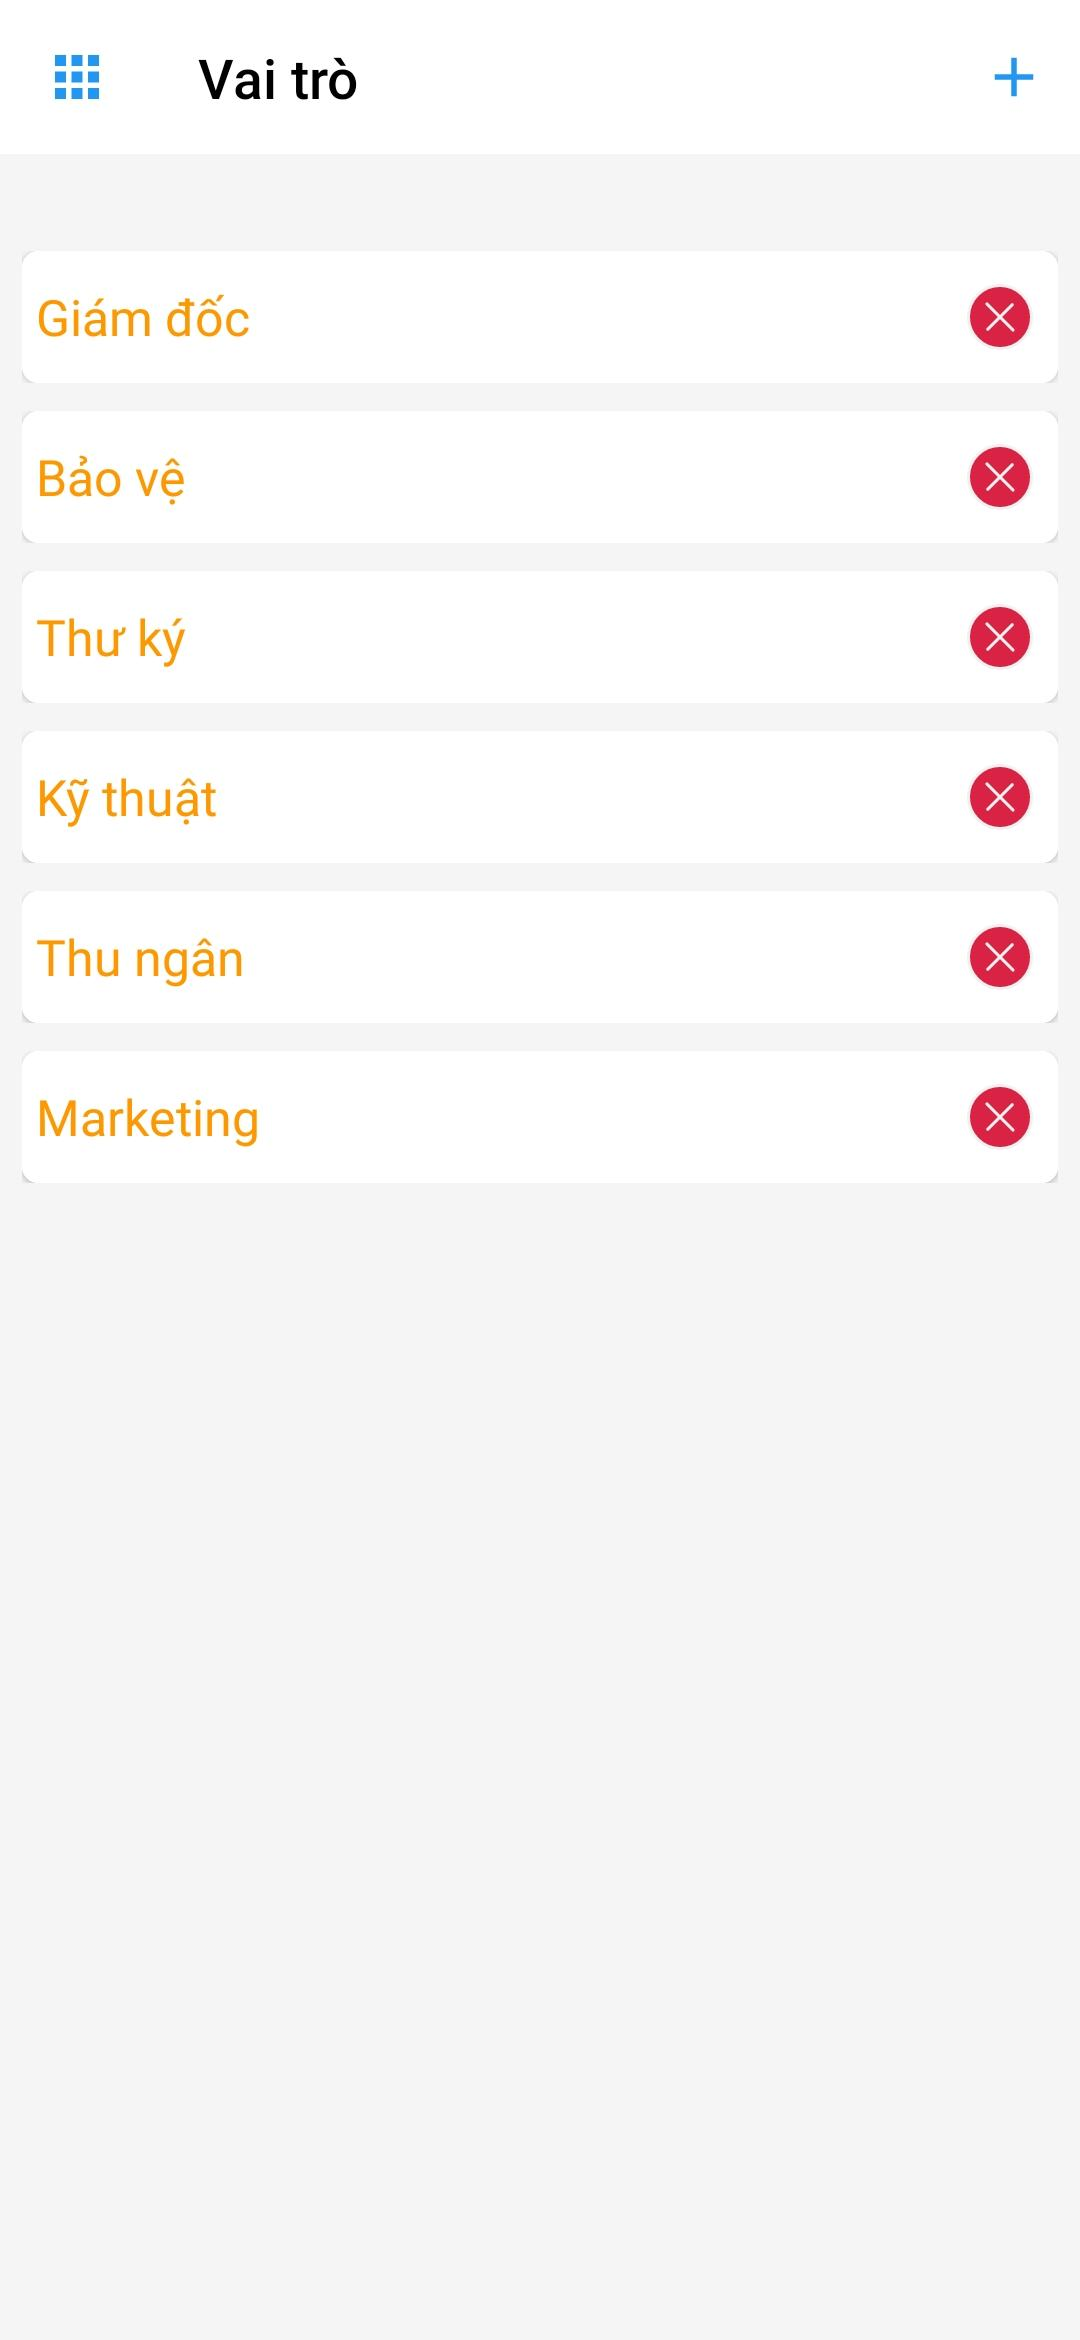 Vai trò
Giám đốc
Bảo vệ
Thư ký
Kỹ thuật
Thu ngân
Marketing